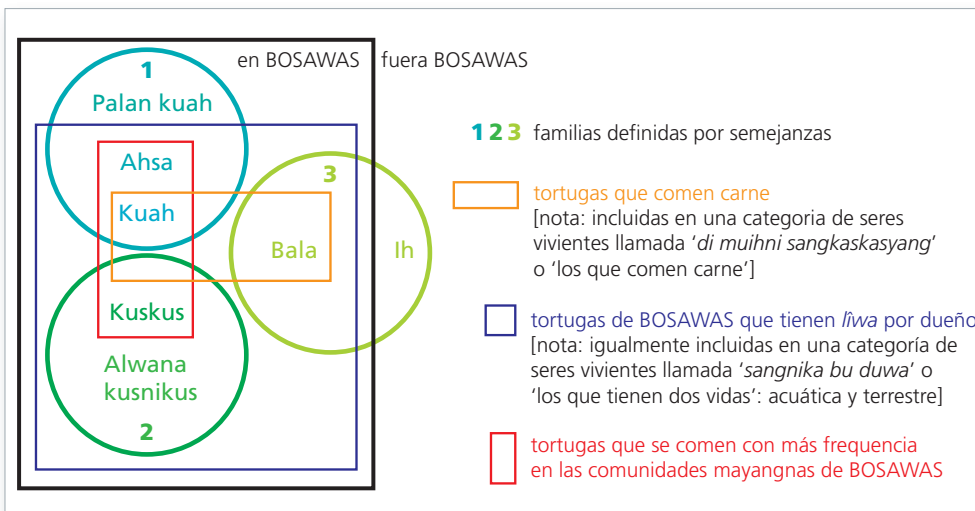 en BOSAWAS
fuera BOSAWAS
1
Palan kuah
Ahsa
Kuah
3
Bala
Ih
Kuskus
Alwana
kusnikus
2
1 2 3 familias definidas por semejanzas
tortugas que comen carne
[nota: incluidas en una categoria de seres
vivientes llamada ‘di muihni sangkaskasyang’
o ‘los que comen carne’]
tortugas de BOSAWAS que tienen lîwa por dueño
[nota: igualmente incluidas en una categoría de
seres vivientes llamada ‘sangnika bu duwa’ o
‘los que tienen dos vidas’: acuática y terrestre]
tortugas que se comen con más frequencia
en las comunidades mayangnas de BOSAWAS